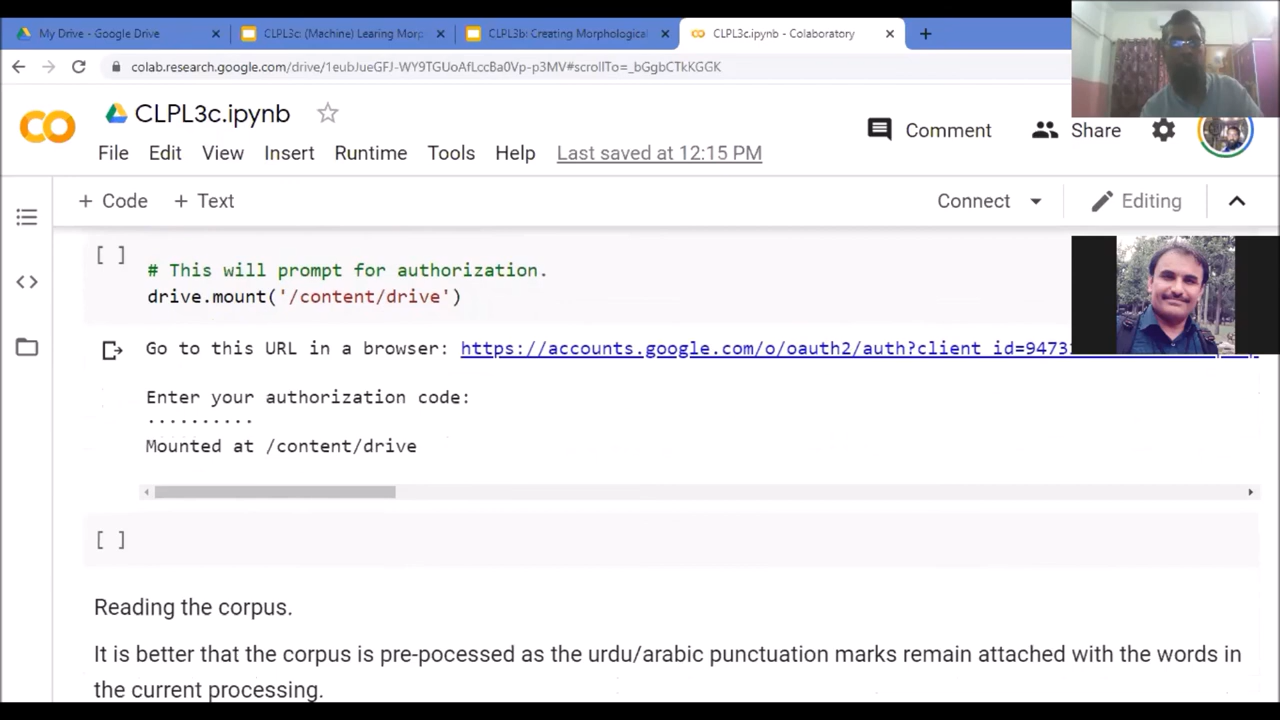 My Drive - Google Drive
CLPL3c: (Machine) Learing Morp
CLPL3b: Creating Morphological
CLPL3c.ipynb - Colaboratory
colab.research.google.com/drive/1eubJueGFJ-WY9TGUoAfLccBa0Vp-p3MV#scrollTo=_bGgbCTkKGGK
CO CLPL3c.ipynb
Comment Share
File Edit View Insert Runtime Tools Help Last saved at 12:15 PM
+ Code + Text Connect Editing
[ ]
# This will prompt for authorization.
drive.mount('/content/drive')
Go to this URL in a browser: https://accounts.google.com/o/oauth2/auth?client_id=9473
Enter your authorization code:
··········
Mounted at /content/drive
[ ]
Reading the corpus.
It is better that the corpus is pre-pocessed as the urdu/arabic punctuation marks remain attached with the words in
the current processing.